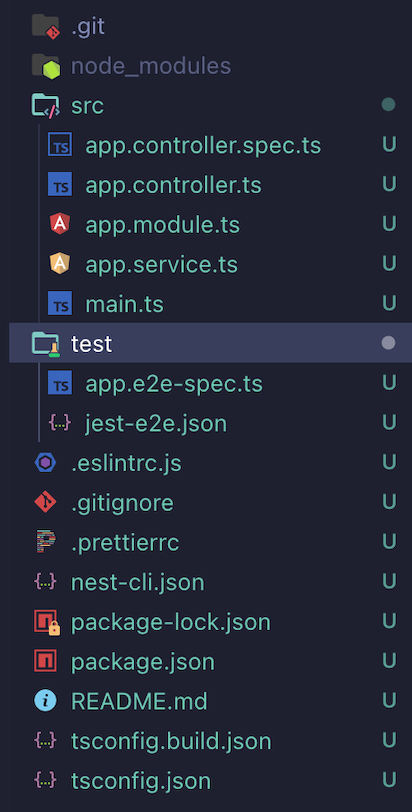 .git
node_modules
src
app.controller.spec.ts U
app.controller.ts U
app.module.ts U
app.service.ts U
main.ts U
test
app.e2e-spec.ts U
jest-e2e.json U
.eslintrc.js U
.gitignore U
.prettierrc U
nest-cli.json U
package-lock.json U
package.json U
README.md U
tsconfig.build.json U
tsconfig.json U